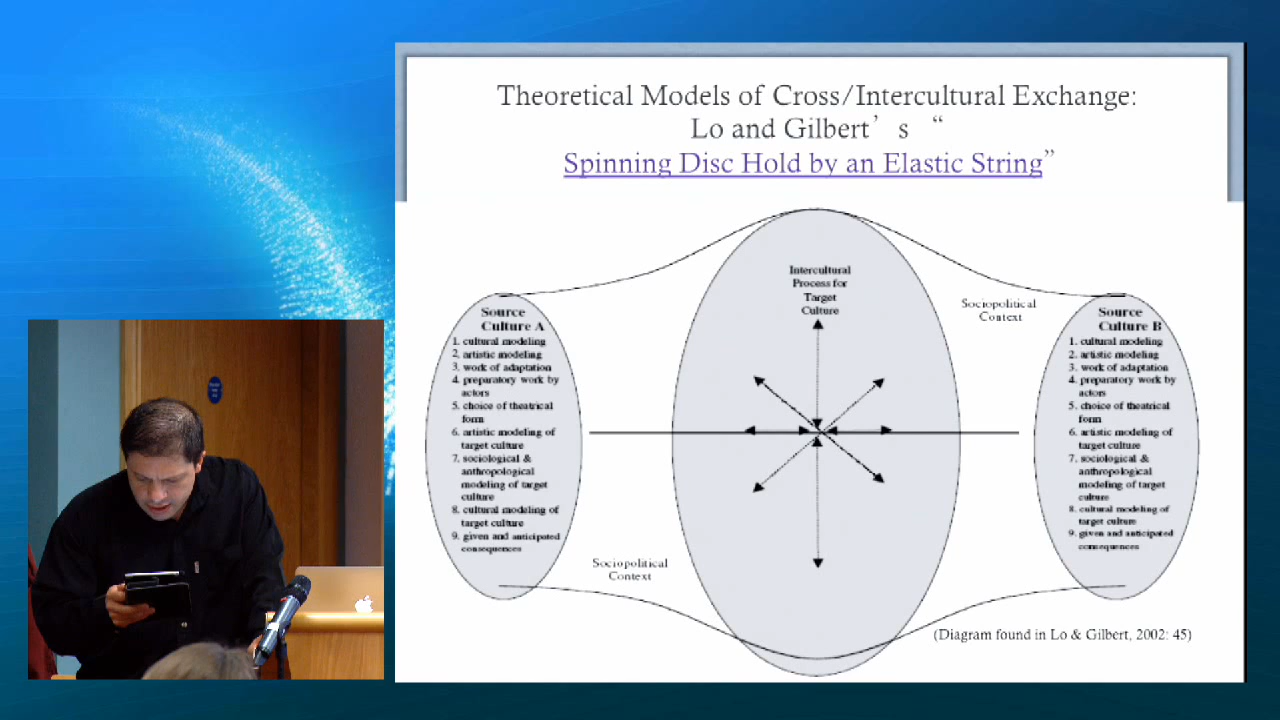 Theoretical Models of Cross/Intercultural Exchange:
Lo and Gilbert’ s “
Spinning Disc Hold by an Elastic String”
Intercultural
Process for
Target
Culture
Sociopolitical
Context
Source
Culture A
1. cultural modeling
2. artistic modeling
3. work of adaptation
4. preparatory work by
actors
5. choice of theatrical
form
6. artistic modeling of
target culture
7. sociological &
anthropological
modeling of target
culture
8. cultural modeling of
target culture
9. given and anticipated
consequences
Source
Culture B
1. cultural modeling
2. artistic modeling
3. work of adaptation
4. preparatory work by
actors
5. choice of theatrical
form
6. artistic modeling of
target culture
7. sociological &
anthropological
modeling of target
culture
8. cultural modeling of
target culture
9. given and anticipated
consequences
Sociopolitical
Context
(Diagram found in Lo & Gilbert, 2002: 45)